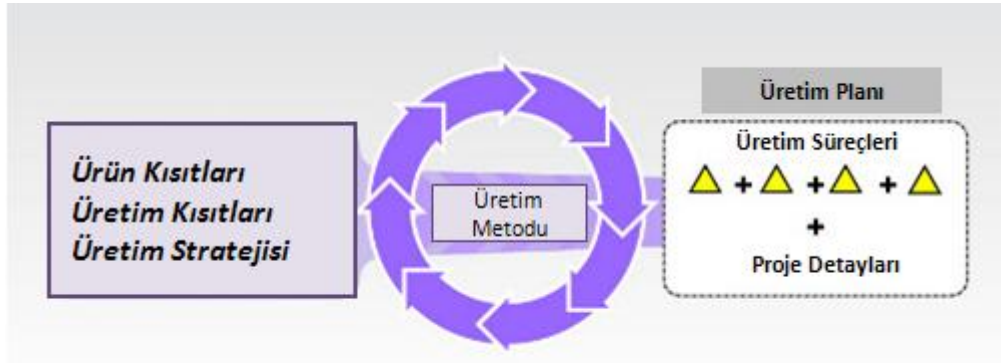 Ürün Kısıtları
Üretim Kısıtları
Üretim Stratejisi
Üretim
Metodu
Üretim Planı
Üretim Süreçleri
+ + +
+
Proje Detayları